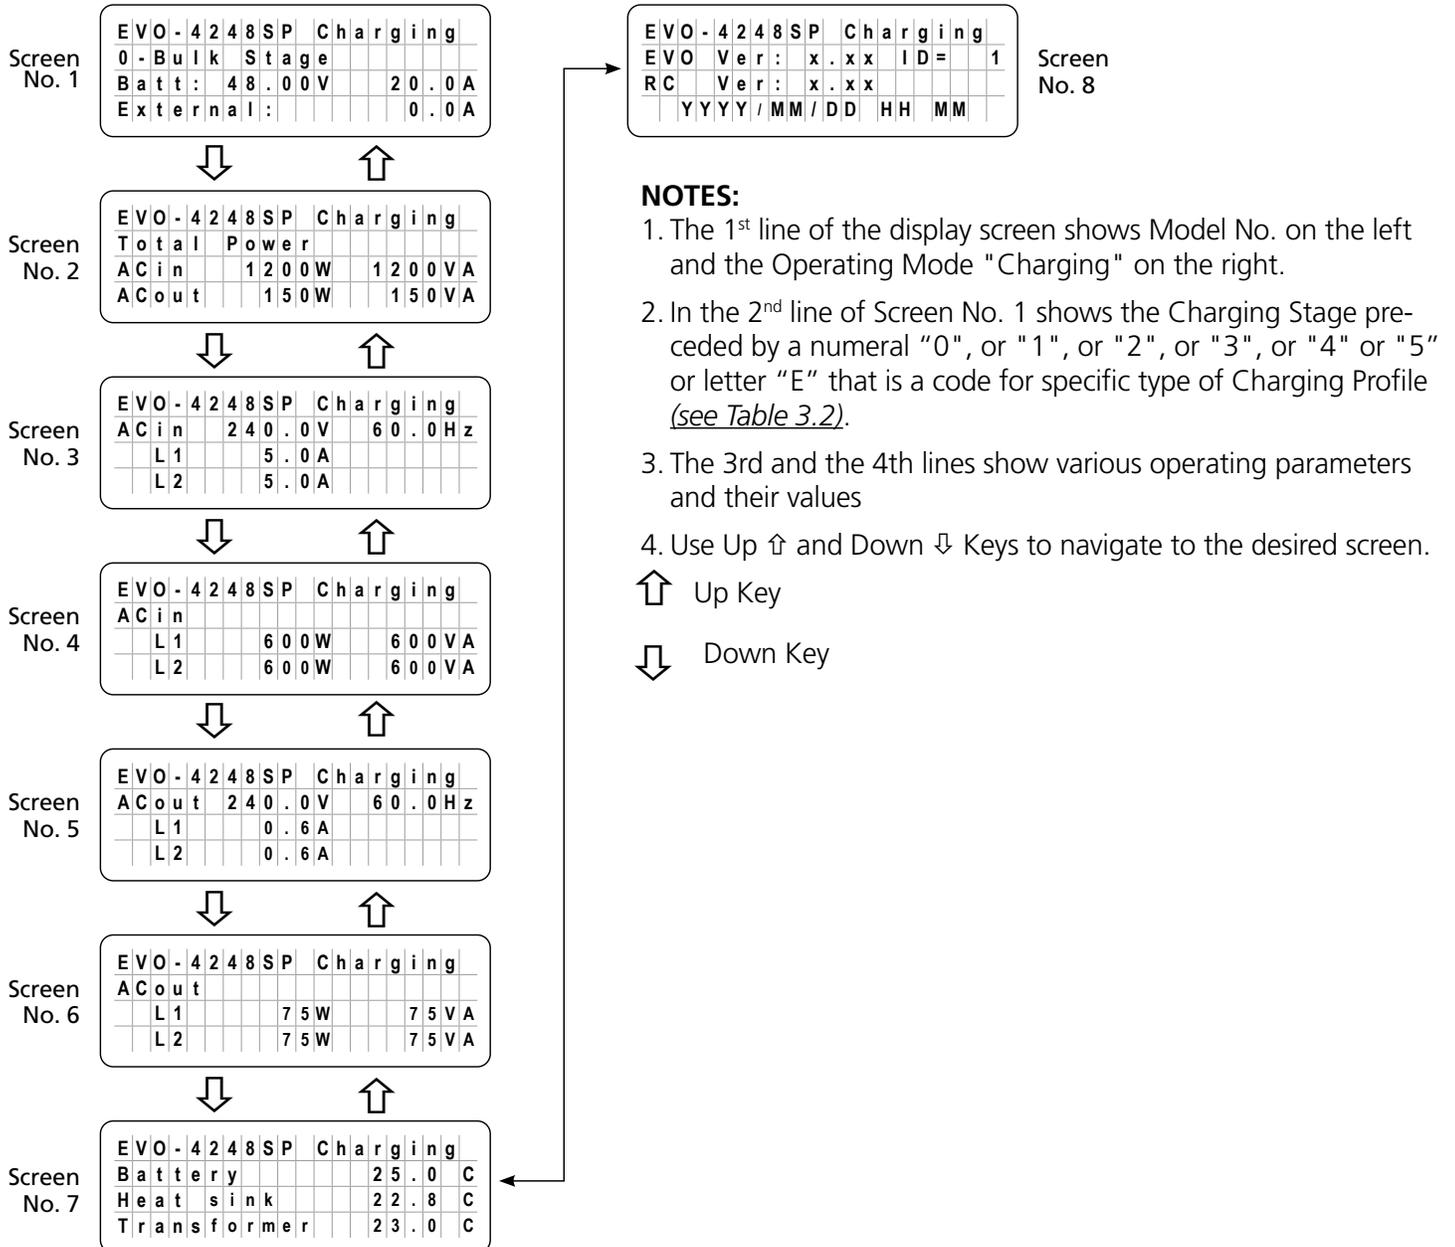 Screen
No. 1
EVO-4248SP Charging
0-Bulk Stage
Batt: 48.00V 20.0A
External: 0.0A
Screen
No. 2
EVO-4248SP Charging
Total Power
ACin 1200W 1200VA
ACout 150W 150VA
Screen
No. 3
EVO-4248SP Charging
ACin 240.0V 60.0Hz
L1 5.0A
L2 5.0A
Screen
No. 4
EVO-4248SP Charging
ACin
L1 600W 600VA
L2 600W 600VA
Screen
No. 5
EVO-4248SP Charging
ACout 240.0V 60.0Hz
L1 0.6A
L2 0.6A
Screen
No. 6
EVO-4248SP Charging
ACout
L1 75W 75VA
L2 75W 75VA
Screen
No. 7
EVO-4248SP Charging
Battery 25.0 C
Heat sink 22.8 C
Transformer 23.0 C
EVO-4248SP Charging
EVO Ver: x.xx ID= 1
RC Ver: x.xx
YYYY/MM/DD HH MM
Screen
No. 8
NOTES:
1. The 1st line of the display screen shows Model No. on the left
and the Operating Mode "Charging" on the right.
2. In the 2nd line of Screen No. 1 shows the Charging Stage pre-
ceded by a numeral “0", or "1", or "2", or "3", or "4" or "5”
or letter “E” that is a code for specific type of Charging Profile
(see Table 3.2).
3. The 3rd and the 4th lines show various operating parameters
and their values
4. Use Up ⇧ and Down ⇩ Keys to navigate to the desired screen.
⇧ Up Key
⇩ Down Key